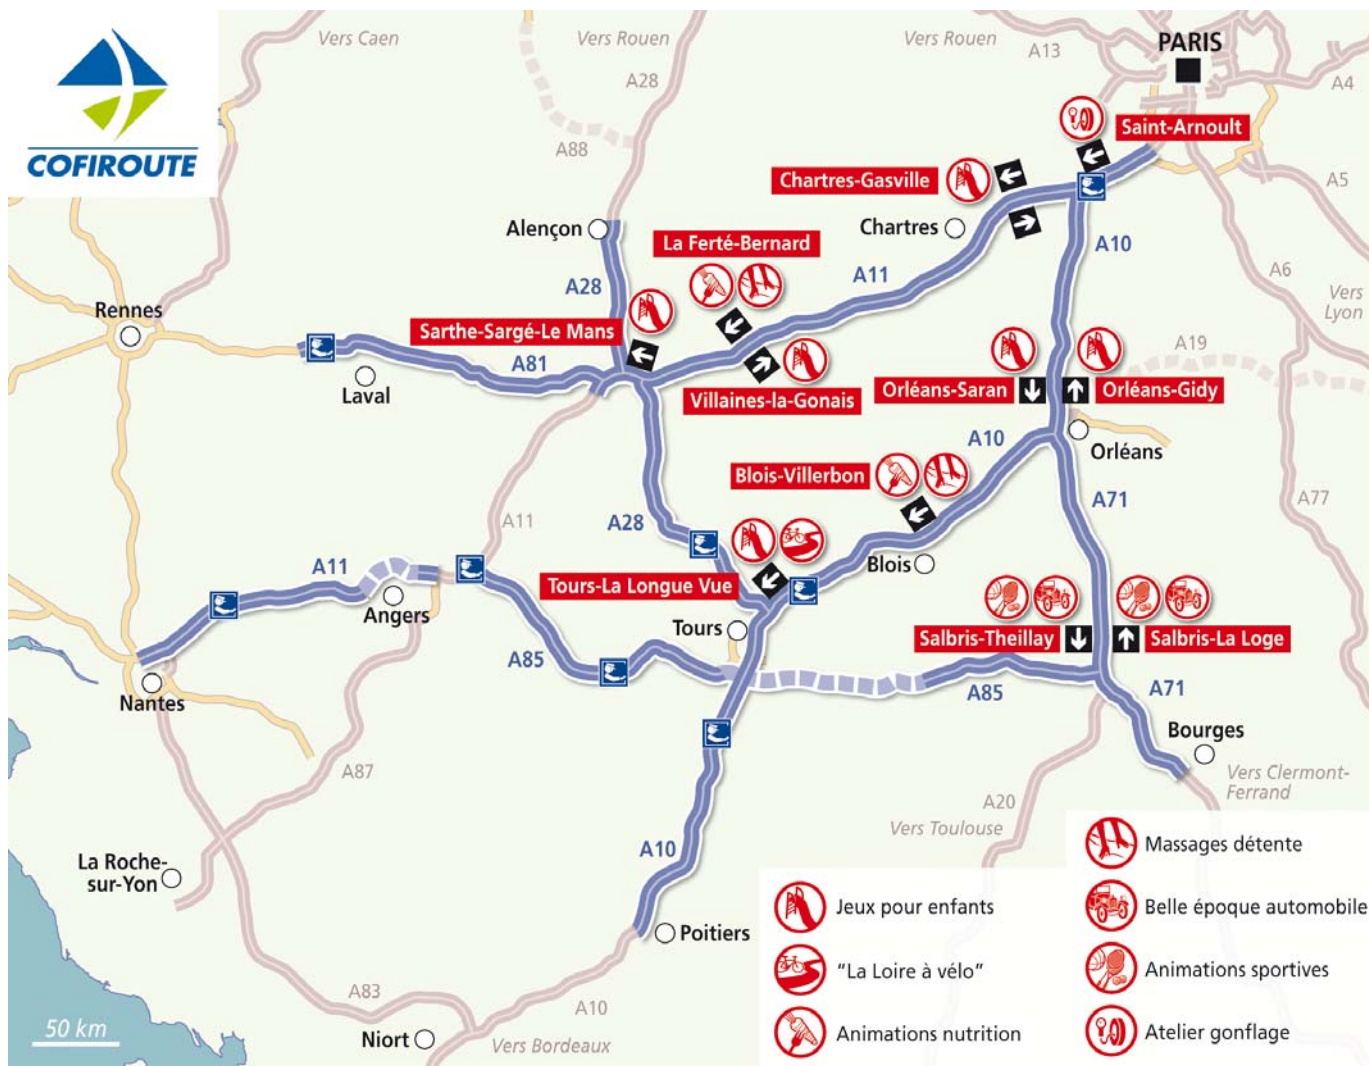 COFIROUTE
Vers Caen
Vers Rouen
Vers Rouen
A13
PARIS
A4
A28
A88
Saint-Arnoult
A5
Chartres-Gasville
Alençon
La Ferté-Bernard
Chartres
A10
A11
A6
Vers
Lyon
A28
Rennes
Sarthe-Sargé-Le Mans
A19
A81
Laval
Villaines-la-Gonais
Orléans-Saran
Orléans-Gidy
A10
Orléans
Blois-Villerbon
A71
A77
A11
A28
A11
Blois
Tours-La Longue Vue
Angers
Tours
Salbris-Theillay
Salbris-La Loge
A85
A85
A71
Nantes
Bourges
A87
Vers Clermont-
Ferrand
A20
Vers Toulouse
A10
La Roche-
sur-Yon
Poitiers
A83
A10
Niort
Vers Bordeaux
50 km
Jeux pour enfants
"La Loire à vélo"
Animations nutrition
Massages détente
Belle époque automobile
Animations sportives
Atelier gonflage